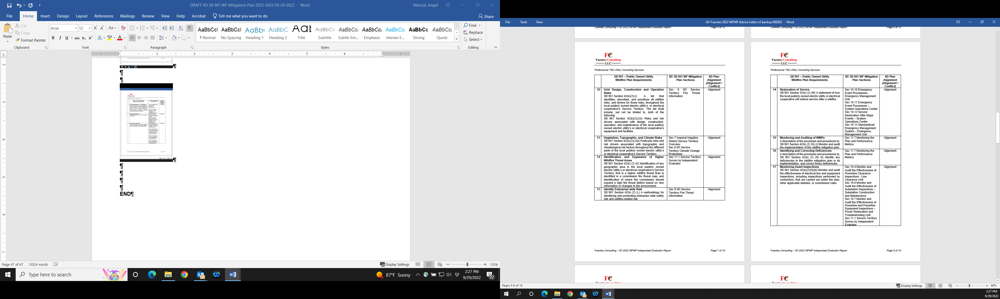 DRAFT IID SB 901 WF Mitigation Plan 2023-2025 09-29-2022 - Word
Marcial, Angel
File Home Insert Design Layout References Mailings Review View Help Acrobat Tell me what you want to do
Share
Paste
Cut
Copy
Format Painter
Clipboard
Arial 12
Font
Paragraph
AaBbCcI AaBbCcI AaBb( AaBbC AaB AaBbCc AaBbCc AaBbCc AaBbCc AaBbCc AaBbCc
¶ Normal No Spacing Heading 1 Heading 2 Title Subtitle Subtle Em... Emphasis Intense E... Strong Quote
Styles
Find
Replace
Select
Editing
¶
¶
¶
¶
¶
¶
¶
¶
END¶
Page 67 of 67 13024 words
Display Settings
120%
Type here to search
87°F Sunny
2:27 PM
9/29/2022
22
File Tools View
IID-Fuentes 2022 WFMP Advice Letter v3 backup 092922 - Word
Fuentes Consulting – IID 2022 WFMP Independent Evaluator Report Page 5 of 18
Fuentes Consulting – IID 2022 WFMP Independent Evaluator Report Page 6 of 18
FC
Fuentes Consulting
LLC
Professional T&D Utility Consulting Services
SB 901 – Public Owned Utility
Wildfire Plan Requirements
IID SB 901 WF Mitigation
Plan Sections
IID Plan
Alignment
(Alignment /
Conflict)
10
Grid Design, Construction and Operation
Risks
SB 901 Section 42(b)(2)(J) A list that
identifies, describes, and prioritizes all wildfire
risks, and drivers for those risks, throughout the
local publicly owned electric utility's, or electrical
cooperative's Service Territory. The list shall
include, but not be limited to, both of the
following:
SB 901 Section 42(b)(2)(J)(i) Risks and risk
drivers associated with design, construction,
operation, and maintenance of the local publicly
owned electric utility's or electrical cooperative's
equipment and facilities.
Sec 9 IID Service
Territory Fire Threat
Information
Alignment
11
Vegetation, Topographic, and Climate Risks
SB 901 Section 42(b)(2)(J)(ii) Particular risks and
risk drivers associated with topographic and
climatological risk factors throughout the different
parts of the local publicly owned electric utility's
or electrical cooperative's Service Territory.
Sec 7 Imperial Irrigation
District Service Territory
Overview
Sec 8 IID Service
Territory Climate Change
Projections
Alignment
12
Identification and Expansion of Higher
Wildfire Threat Areas
SB 901 Section 42(b) (2) (K) Identification of any
geographic area in the local publicly owned
electric utility's or electrical cooperative's Service
Territory that is a higher wildfire threat than is
identified in a commission fire threat map, and
identification of where the commission should
expand a high fire threat district based on new
information or changes to the environment.
Sec 11.1 Service Territory
Survey by Independent
Evaluator
Alignment
13
Identify Enterprise-wide Risk
SB 901 Section 42(b) (2) (L) A methodology for
identifying and presenting enterprise wide safety
risk and wildfire-related risk.
Sec 9 IID Service
Territory Fire Threat
Information
Alignment
Fuentes Consulting – IID 2022 WFMP Independent Evaluator Report Page 7 of 18
FC
Fuentes Consulting
LLC
Professional T&D Utility Consulting Services
SB 901 – Public Owned Utility
Wildfire Plan Requirements
IID SB 901 WF Mitigation
Plan Sections
IID Plan
Alignment
(Alignment /
Conflict)
14
Restoration of Service
SB 901 Section 42(b) (2) (M) A statement of how
the local publicly owned electric utility or electrical
cooperative will restore service after a wildfire.
Sec 10.10 Emergency
Event Procedures–
Emergency Management
Unit
Sec 10.11 Emergency
Event Procedures –
System Operations Center
Sec 10.12 Service
Restoration After Major
Events – System
Operations Center
Sec 10.13 Standardized
Emergency Management
System – Emergency
Management Unit
Alignment
15
Monitoring and Auditing of WMPs
A description of the processes and procedures to;
SB 901 Section 42(b) (2) (N) (i) Monitor and audit
the implementation of the wildfire mitigation plan.
Sec 11.7 Monitoring the
Plan and Performance
Metrics
Alignment
16
Identifying and Correcting Deficiencies
A description of the processes and procedures to;
SB 901 Section 42(b) (2) (N) (ii) Identify any
deficiencies in the wildfire mitigation plan or its
implementation, and correct those deficiencies.
Sec 11.7 Monitoring the
Plan and Performance
Metrics
Alignment
17
Monitoring Asset Inspections
SB 901 Section 42(b)(2)(N)(iii) Monitor and audit
the effectiveness of electrical line and equipment
inspections, including inspections performed by
contractors, that are carried out under the plan,
other applicable statutes, or commission rules.
Sec 10.4 Monitor and
Audit the Effectiveness of
Powerline Clearance
Inspections - Line
Clearance Unit
Sec 10.6 Monitor and
Audit the Effectiveness of
Substation Inspections –
Substation Construction
and Maintenance
Sec 10.7 Monitor and
Audit the Effectiveness of
Powerline and Powerline
Equipment Inspections –
Power Restoration and
Troubleshooting Unit
Sec 11.1 Service Territory
Survey by Independent
Evaluator
Alignment
Fuentes Consulting – IID 2022 WFMP Independent Evaluator Report Page 8 of 18
FC
FC
Pages 5-8 of 18
Display Settings
80%
2:27 PM
9/29/2022